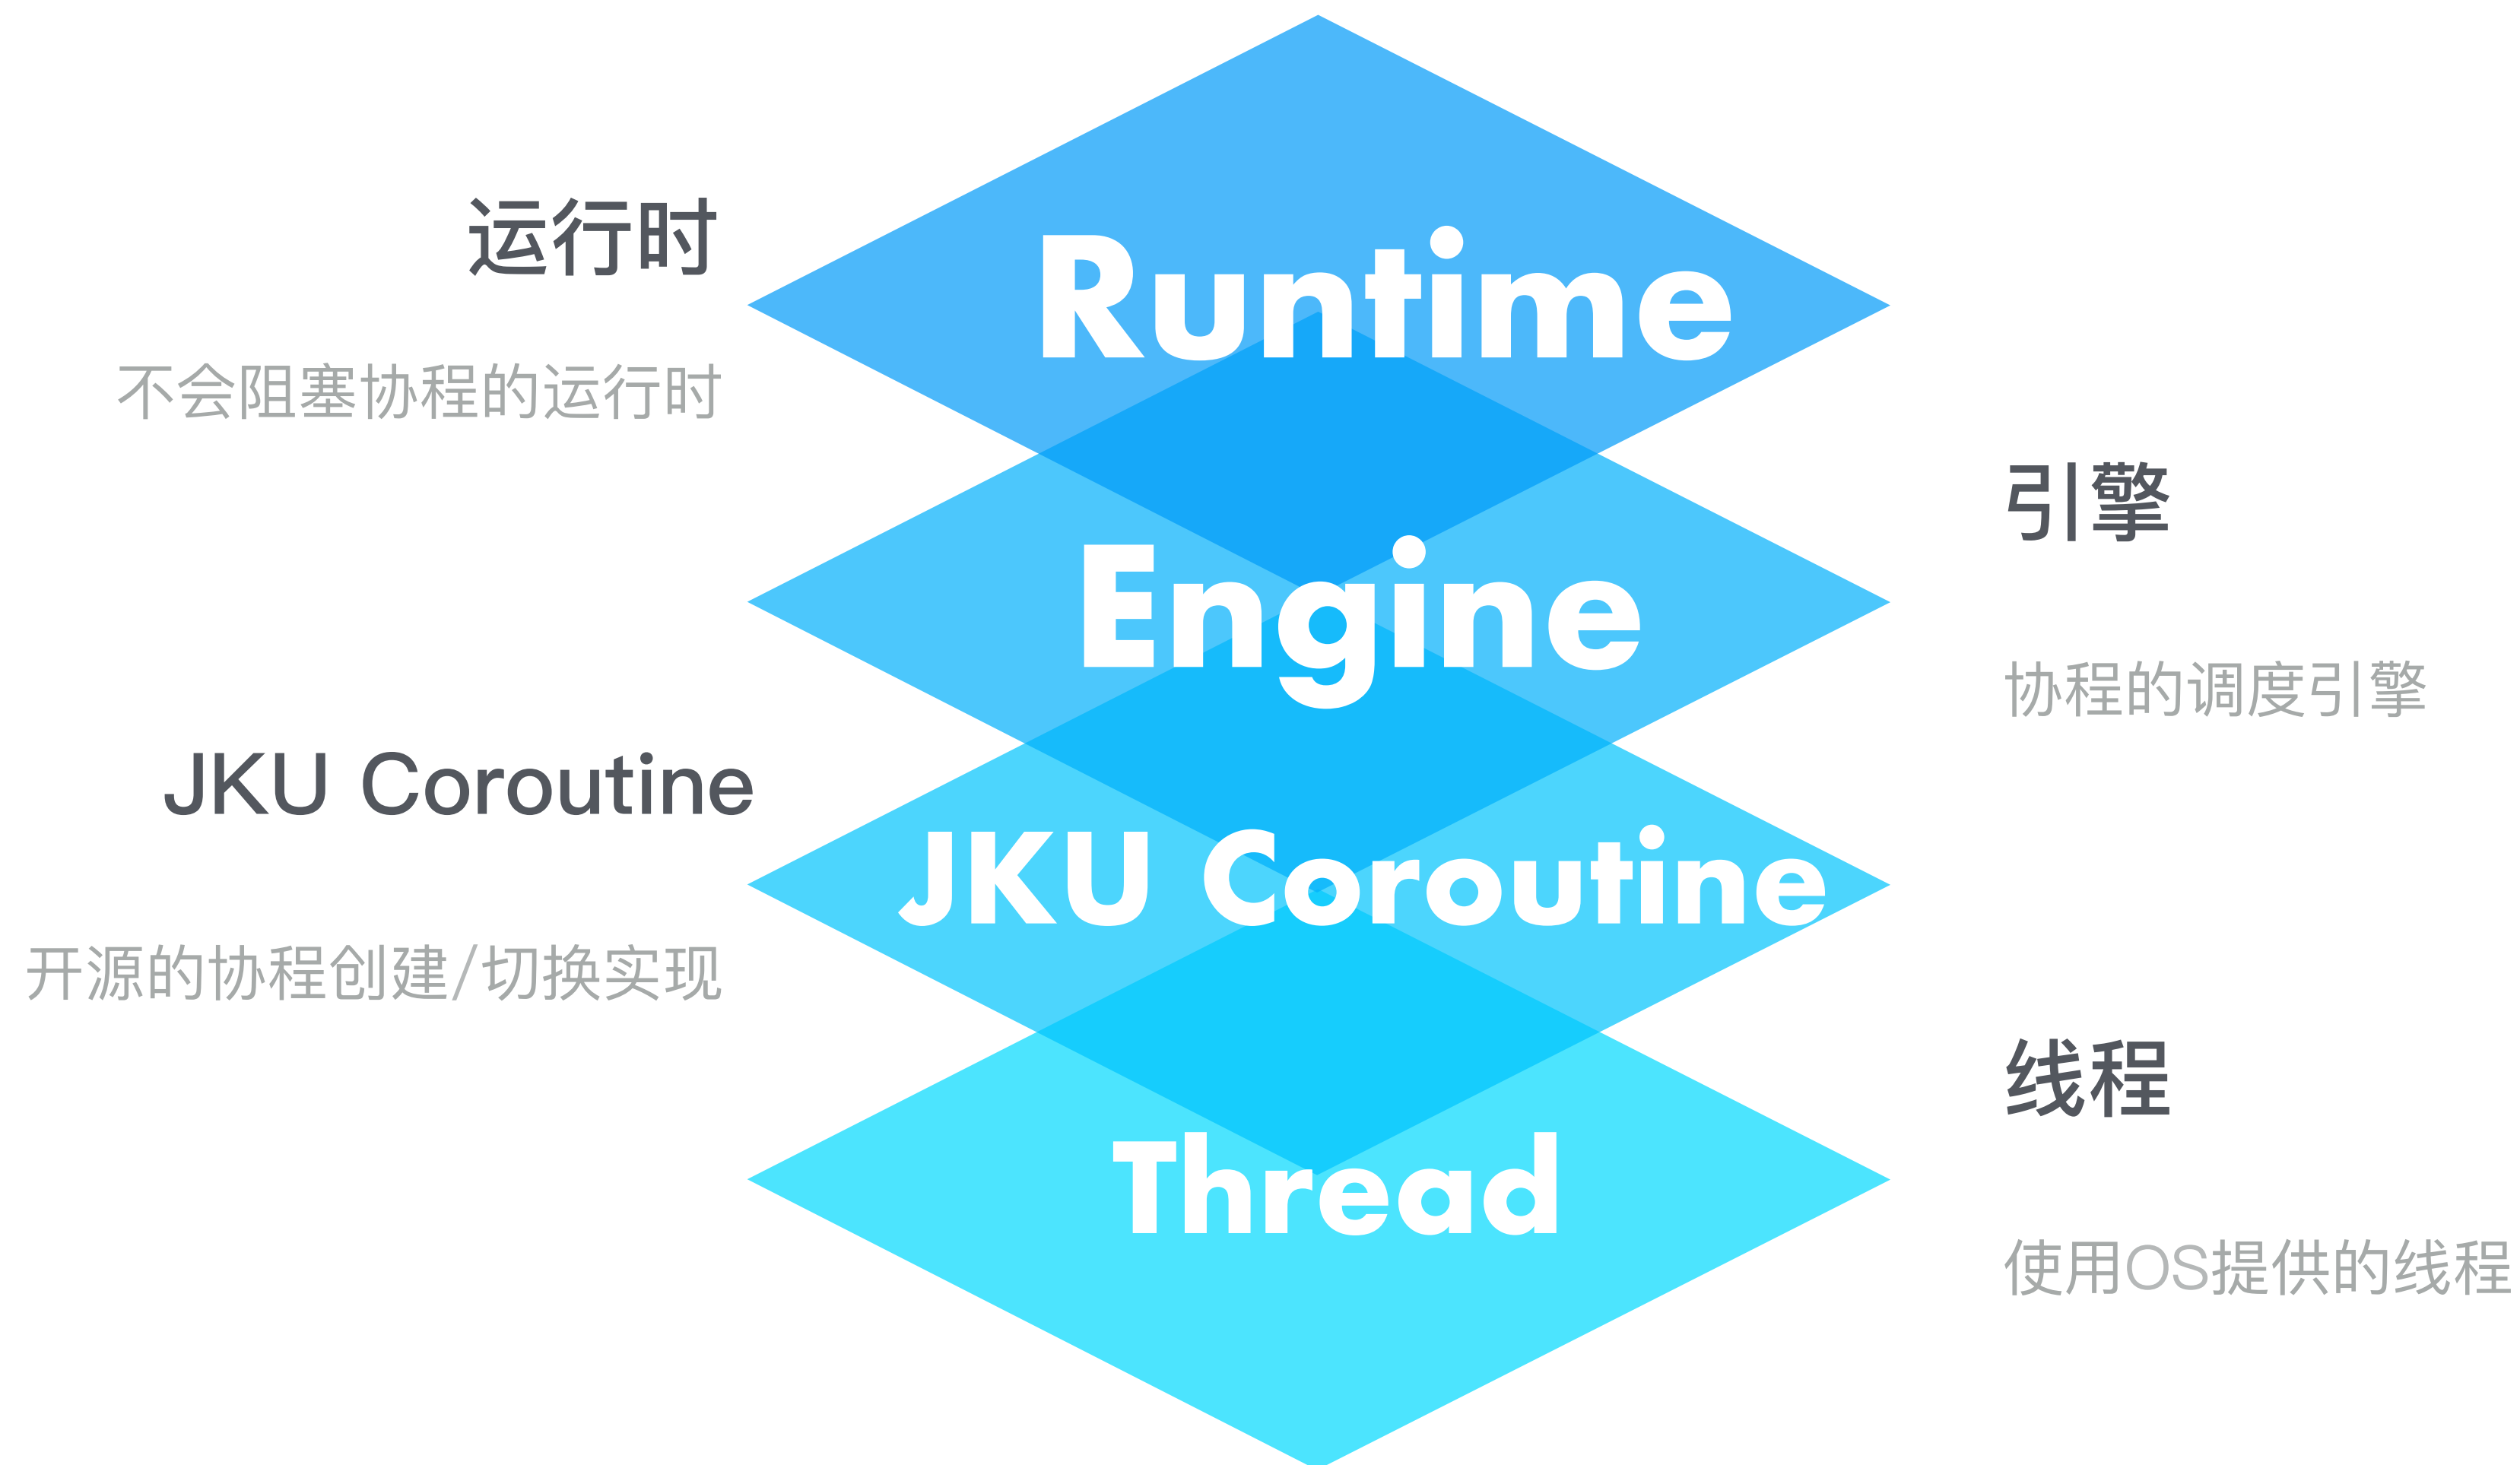 运行时
不会阻塞协程的运行时
Runtime
引擎
协程的调度引擎
Engine
JKU Coroutine
开源的协程创建/切换实现
JKU Coroutine
线程
使用OS提供的线程
Thread